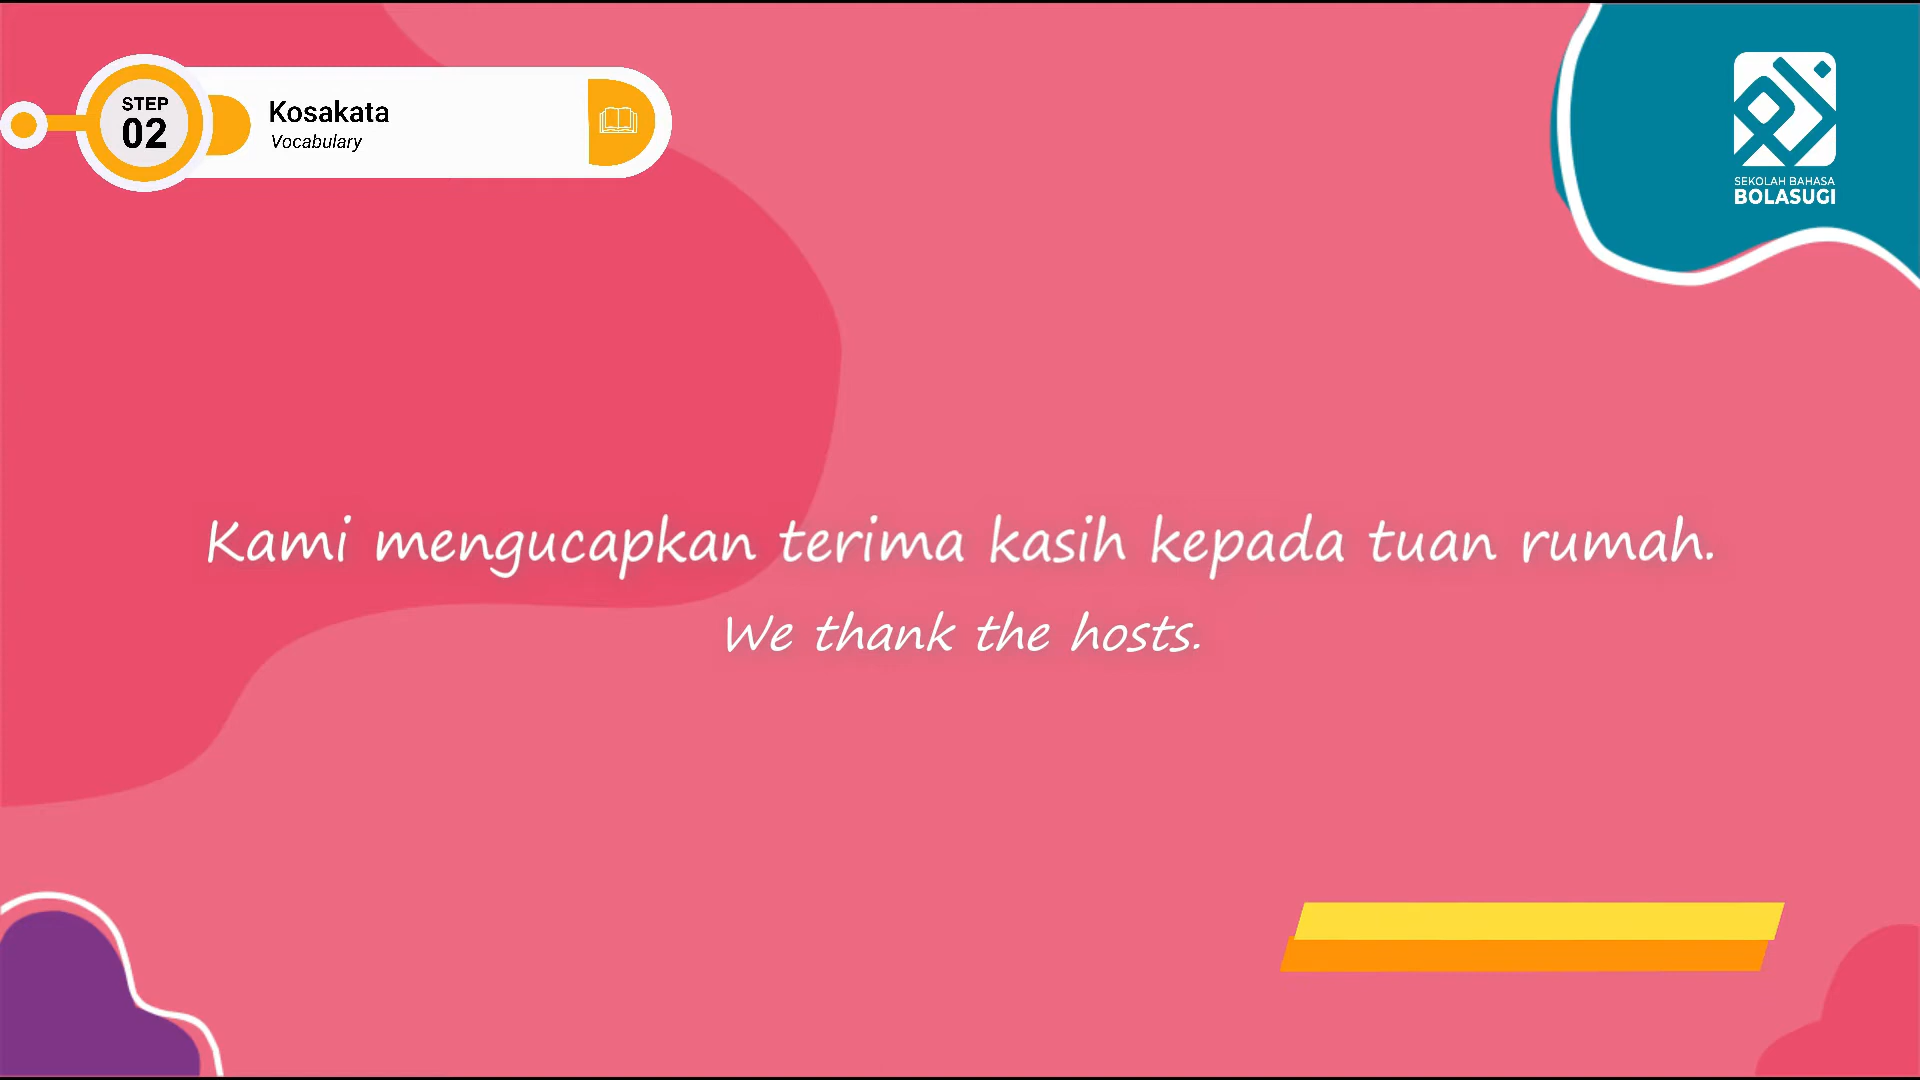 STEP
02
Kosakata
Vocabulary
SEKOLAH BAHASA
BOLASUGI
Kami mengucapkan terima kasih kepada tuan rumah.
We thank the hosts.